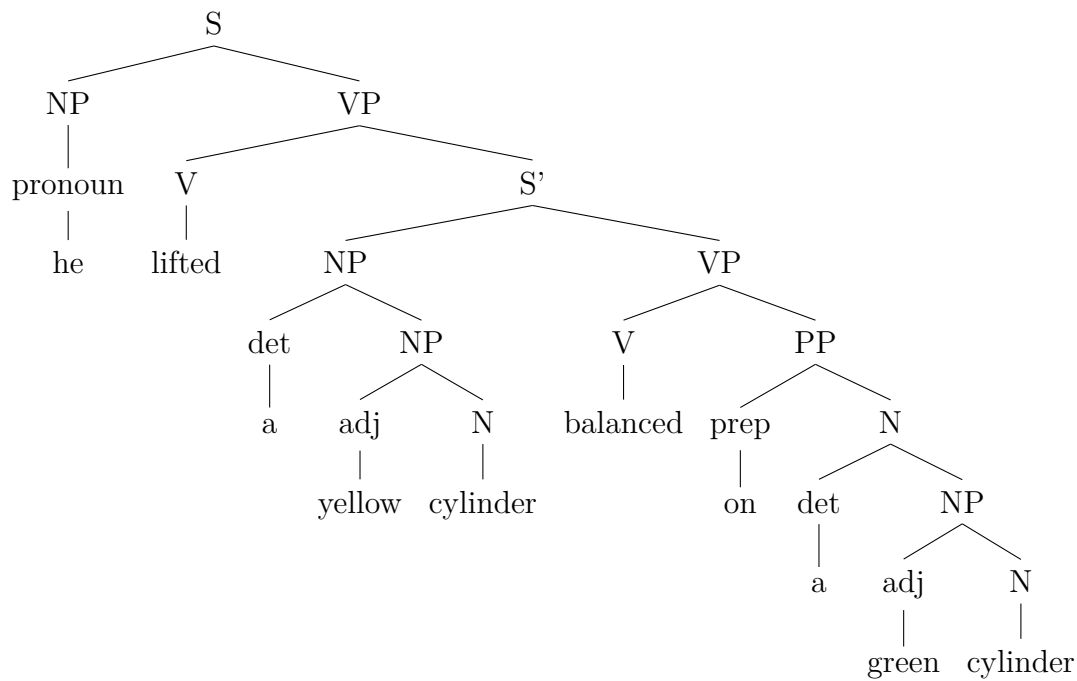 S
NP VP
pronoun V S'
he lifted NP VP
det NP V PP
a adj N balanced prep N
yellow cylinder on det NP
a adj N
green cylinder